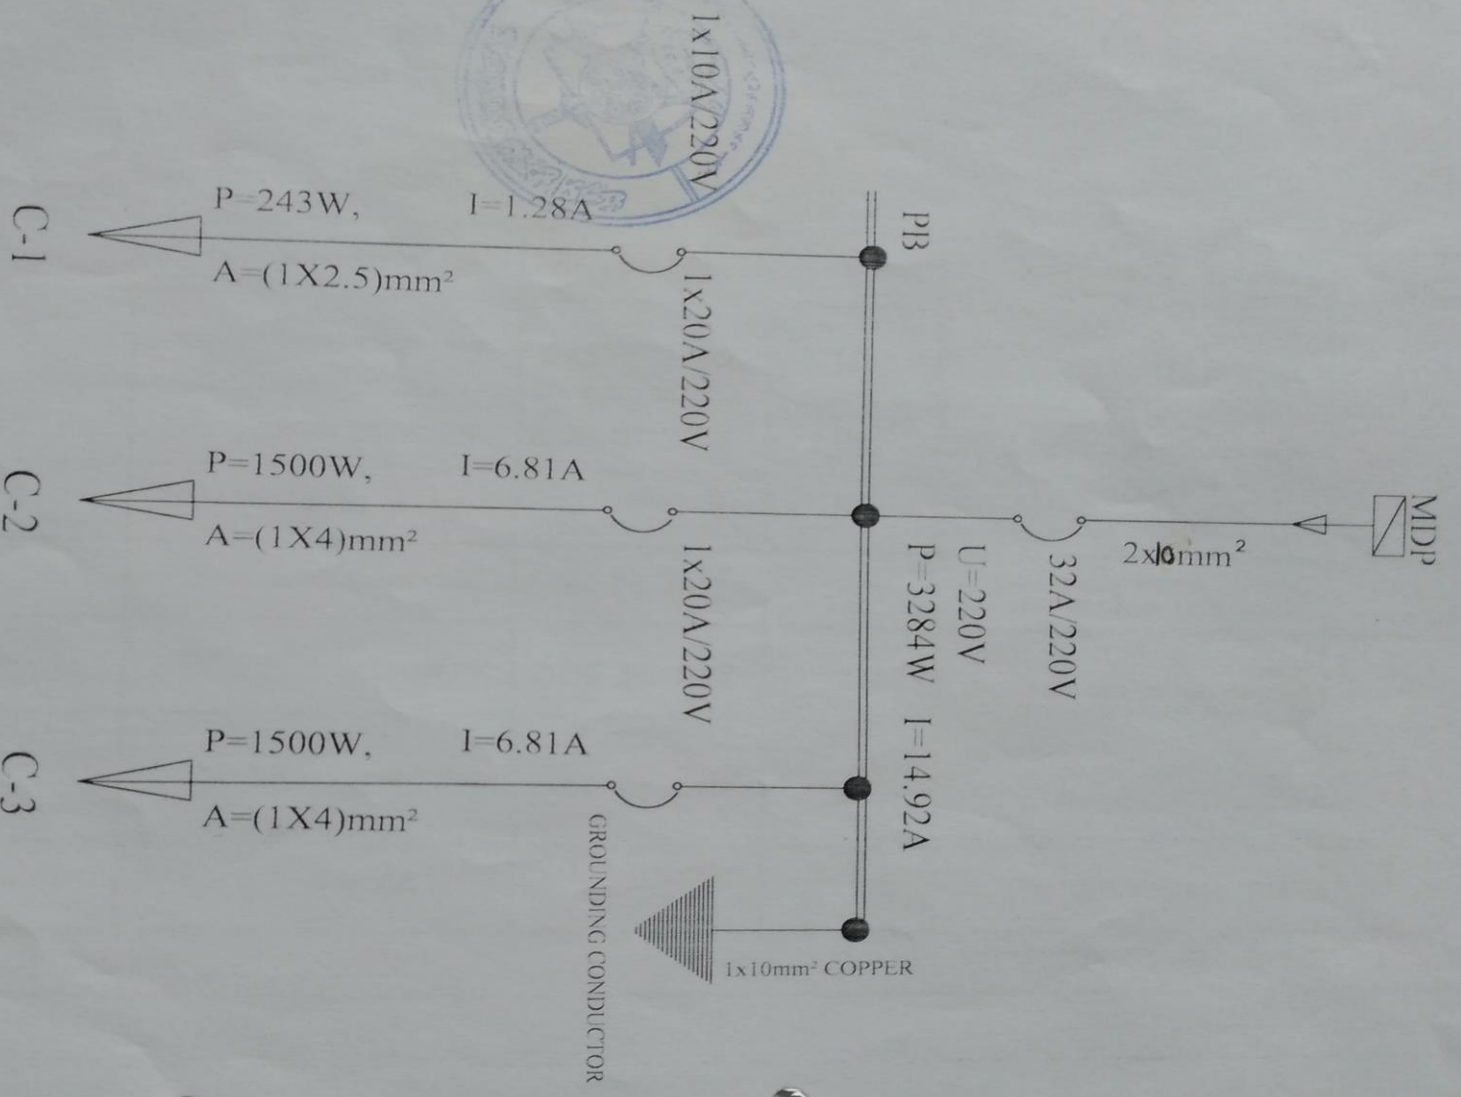 MDP
2x10mm²
32A/220V
U=220V
P=3284W I=14.92A
PB
1x10A/220V
1x20A/220V
1x20A/220V
P=243W, I=1.28A
A=(1X2.5)mm²
C-1
P=1500W, I=6.81A
A=(1X4)mm²
C-2
P=1500W, I=6.81A
A=(1X4)mm²
C-3
1x10mm² COPPER
GROUNDING CONDUCTOR